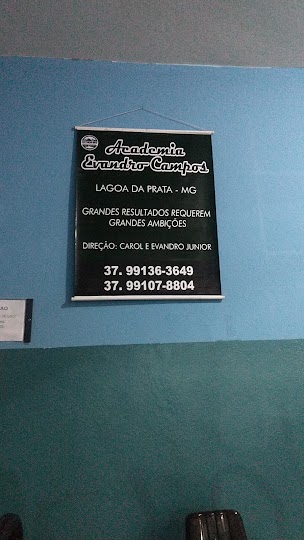 Academia
Evandro Campos
LAGOA DA PRATA - MG
GRANDES RESULTADOS REQUEREM
GRANDES AMBIÇÕES
DIREÇÃO: CAROL E EVANDRO JUNIOR
37. 99136-3649
37. 99107-8804